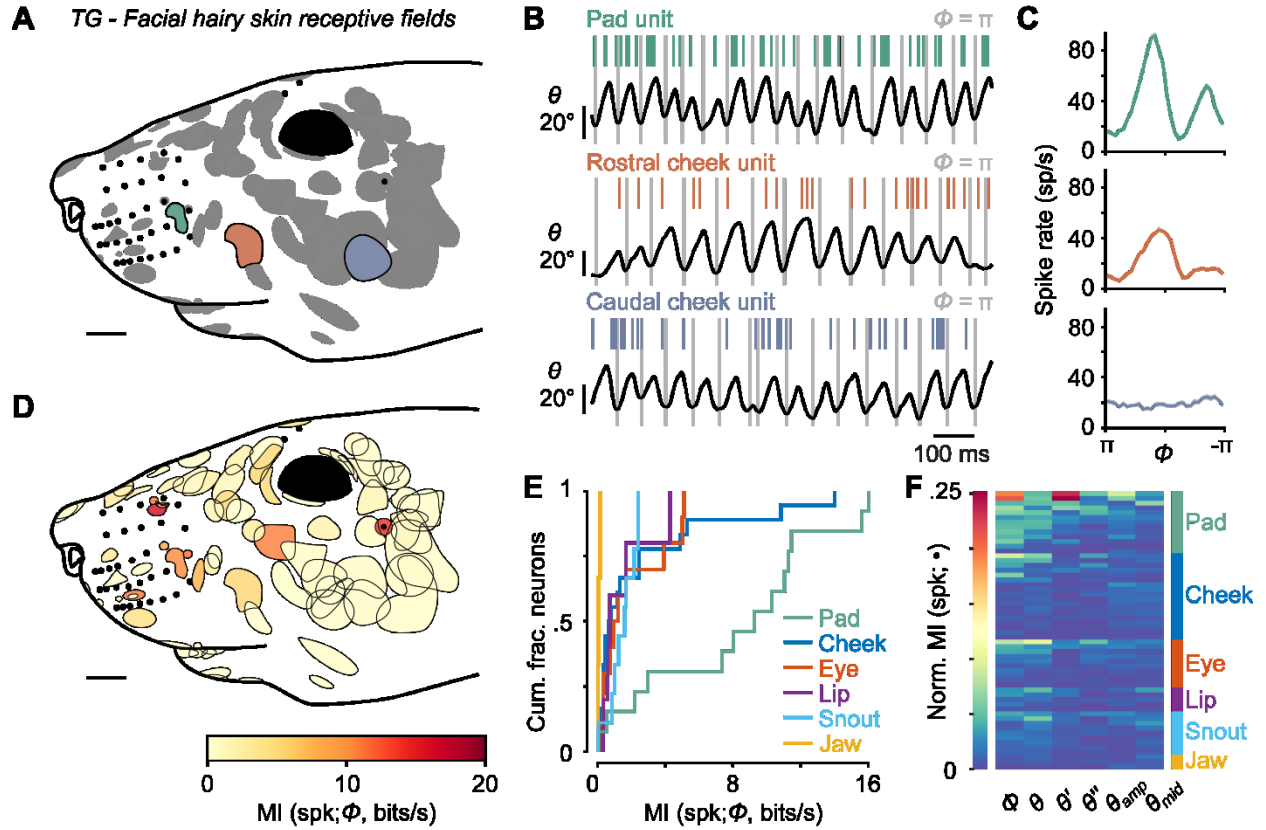 A
TG - Facial hairy skin receptive fields
B
Pad unit
Φ = π
θ
20°
Rostral cheek unit
Φ = π
θ
20°
Caudal cheek unit
Φ = π
θ
20°
100 ms
C
80
40
0
80
40
0
80
40
0
Spike rate (sp/s)
π
Φ
-π
D
0
10
20
MI (spk;Φ, bits/s)
E
1
.5
0
Cum. frac. neurons
Pad
Cheek
Eye
Lip
Snout
Jaw
0
8
16
MI (spk;Φ, bits/s)
F
.25
0
Norm. MI (spk; •)
Pad
Cheek
Eye
Lip
Snout
Jaw
Φ
θ
θ'
θ"
θamp
θmid